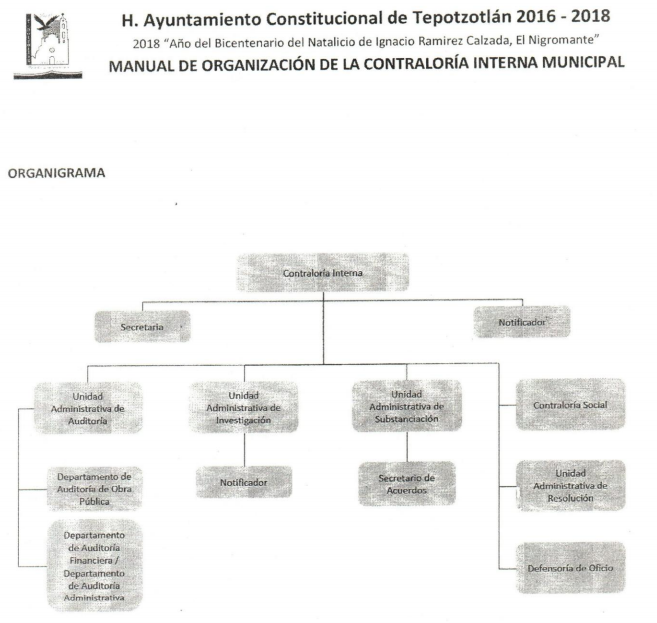 H. Ayuntamiento Constitucional de Tepotzotlán 2016 - 2018
2018 “Año del Bicentenario del Natalicio de Ignacio Ramirez Calzada, El Nigromante”
MANUAL DE ORGANIZACIÓN DE LA CONTRALORÍA INTERNA MUNICIPAL
ORGANIGRAMA
Contraloría Interna
Secretaria
Notificador
Unidad
Administrativa de
Auditoría
Unidad
Administrativa de
Investigación
Unidad
Administrativa de
Substanciación
Contraloría Social
Departamento de
Auditoría de Obra
Pública
Notificador
Secretario de
Acuerdos
Unidad
Administrativa de
Resolución
Departamento
de Auditoría
Financiera /
Departamento
de Auditoría
Administrativa
Defensoría de Oficio